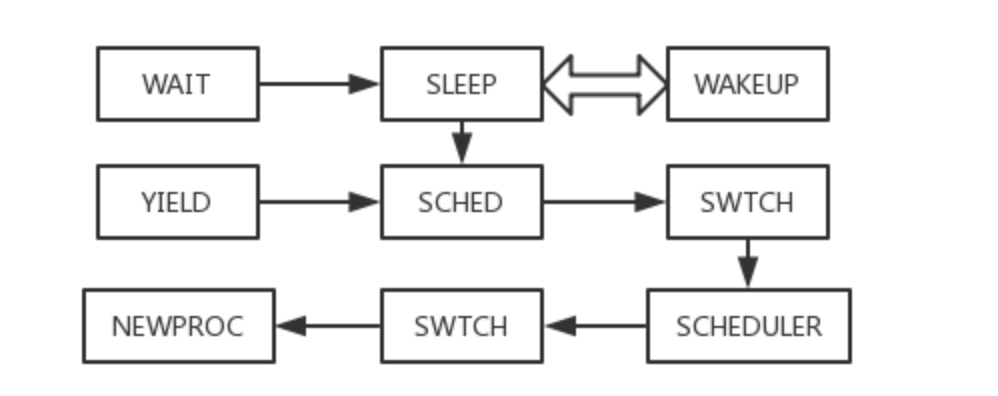 WAIT
SLEEP
WAKEUP
YIELD
SCHED
SWTCH
NEWPROC
SWTCH
SCHEDULER